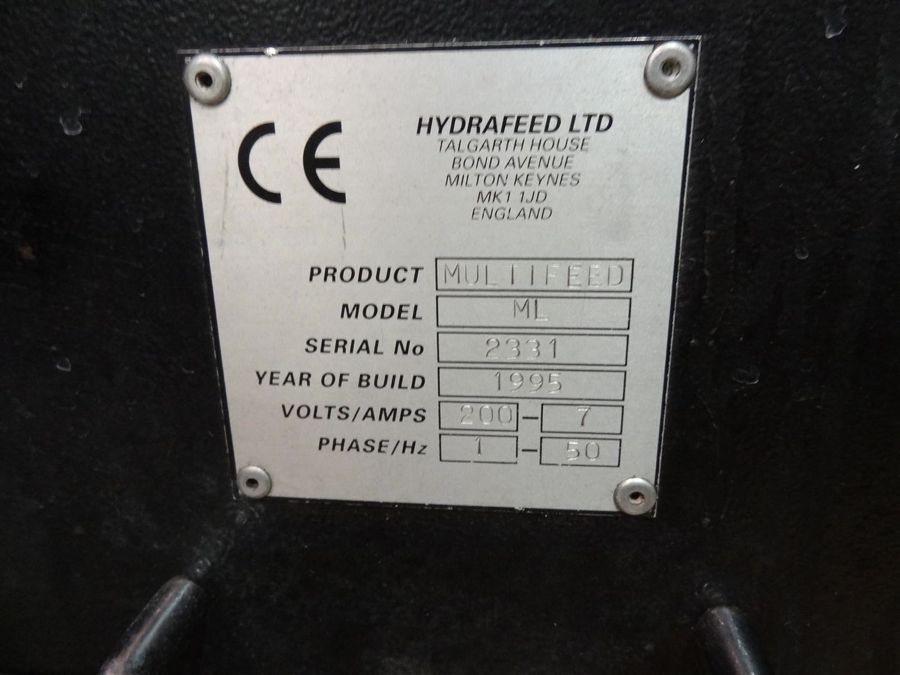 CE
HYDRAFEED LTD
TALGARTH HOUSE
BOND AVENUE
MILTON KEYNES
MK1 1JD
ENGLAND
PRODUCT MULTIFEED
MODEL ML
SERIAL No 2331
YEAR OF BUILD 1995
VOLTS/AMPS 200 - 7
PHASE/Hz 1 - 50